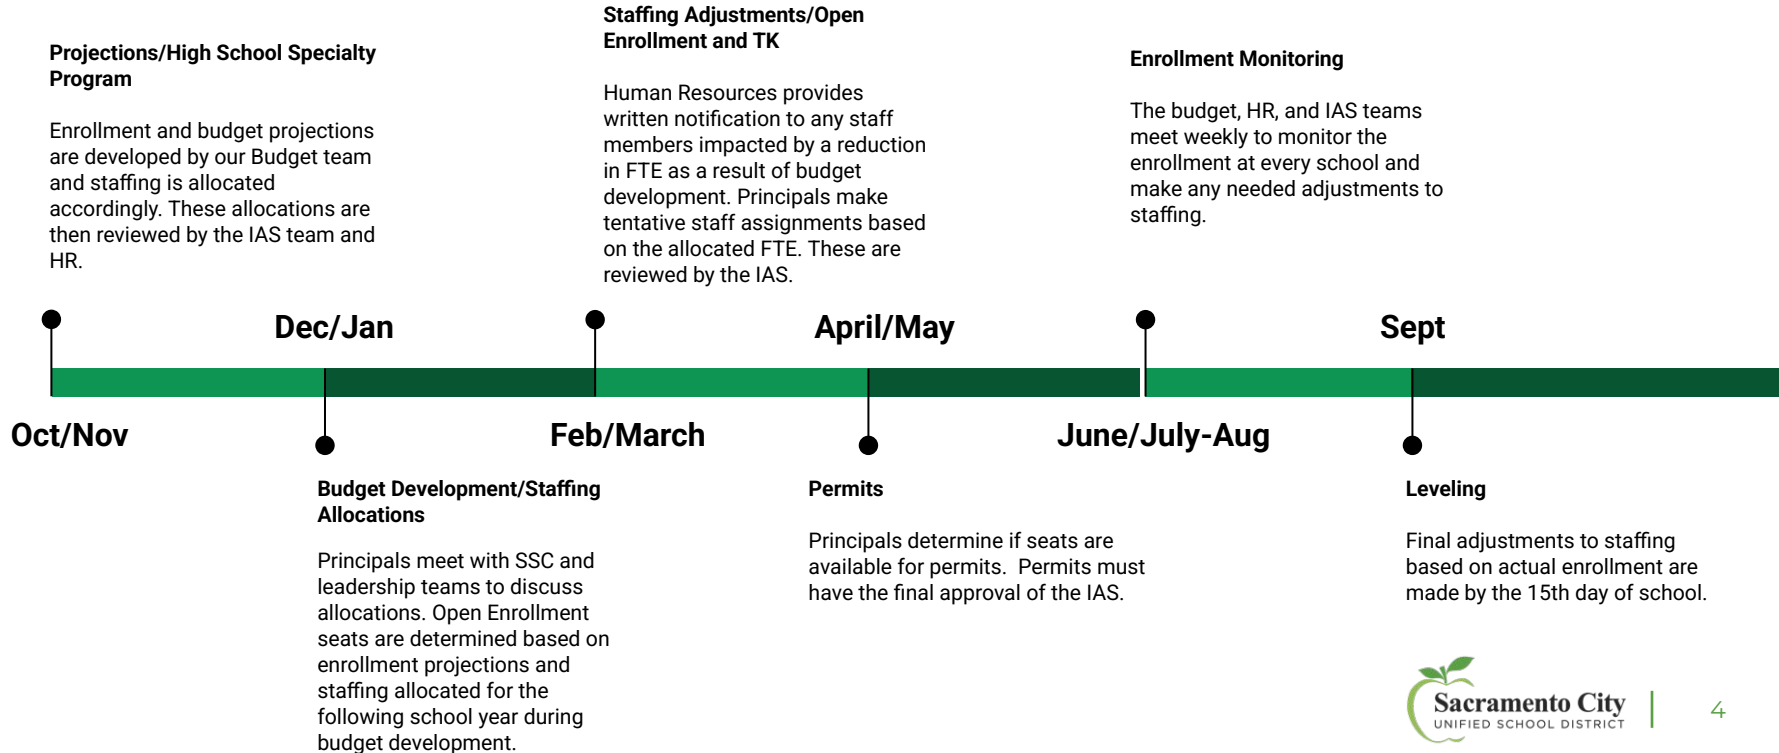 Projections/High School Specialty
Program
Enrollment and budget projections
are developed by our Budget team
and staffing is allocated
accordingly. These allocations are
then reviewed by the IAS team and
HR.
Staffing Adjustments/Open
Enrollment and TK
Human Resources provides
written notification to any staff
members impacted by a reduction
in FTE as a result of budget
development. Principals make
tentative staff assignments based
on the allocated FTE. These are
reviewed by the IAS.
Enrollment Monitoring
The budget, HR, and IAS teams
meet weekly to monitor the
enrollment at every school and
make any needed adjustments to
staffing.
Dec/Jan
April/May
Sept
Oct/Nov
Feb/March
June/July-Aug
Budget Development/Staffing
Allocations
Principals meet with SSC and
leadership teams to discuss
allocations. Open Enrollment
seats are determined based on
enrollment projections and
staffing allocated for the
following school year during
budget development.
Permits
Principals determine if seats are
available for permits.  Permits must
have the final approval of the IAS.
Leveling
Final adjustments to staffing
based on actual enrollment are
made by the 15th day of school.
Sacramento City
UNIFIED SCHOOL DISTRICT
4